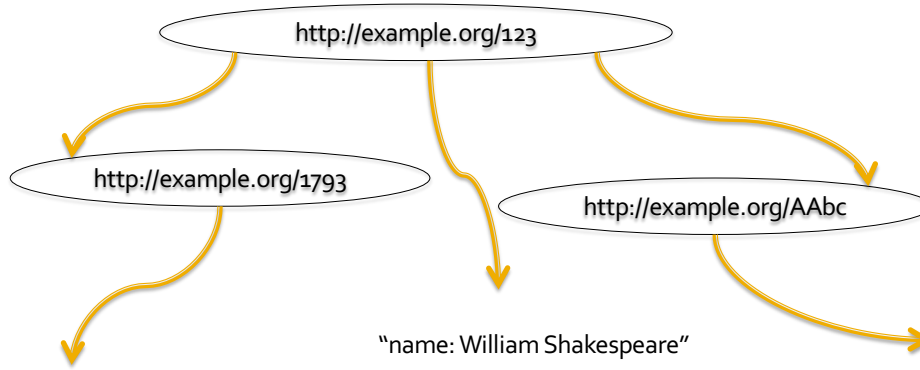 http://example.org/123
http://example.org/1793
http://example.org/AAbc
“name: William Shakespeare”